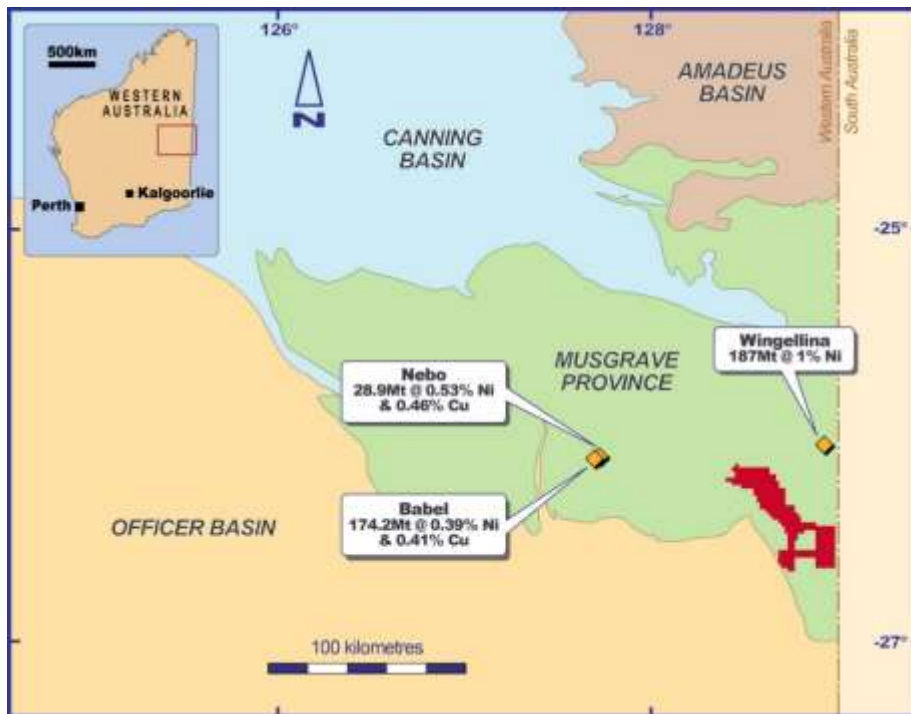 500km
WESTERN
AUSTRALIA
Kalgoorlie
Perth
126°
128°
N
AMADEUS
BASIN
Western Australia
South Australia
CANNING
BASIN
-25°
Wingellina
187Mt @ 1% Ni
MUSGRAVE
PROVINCE
Nebo
28.9Mt @ 0.53% Ni
& 0.46% Cu
Babel
174.2Mt @ 0.39% Ni
& 0.41% Cu
OFFICER BASIN
100 kilometres
-27°